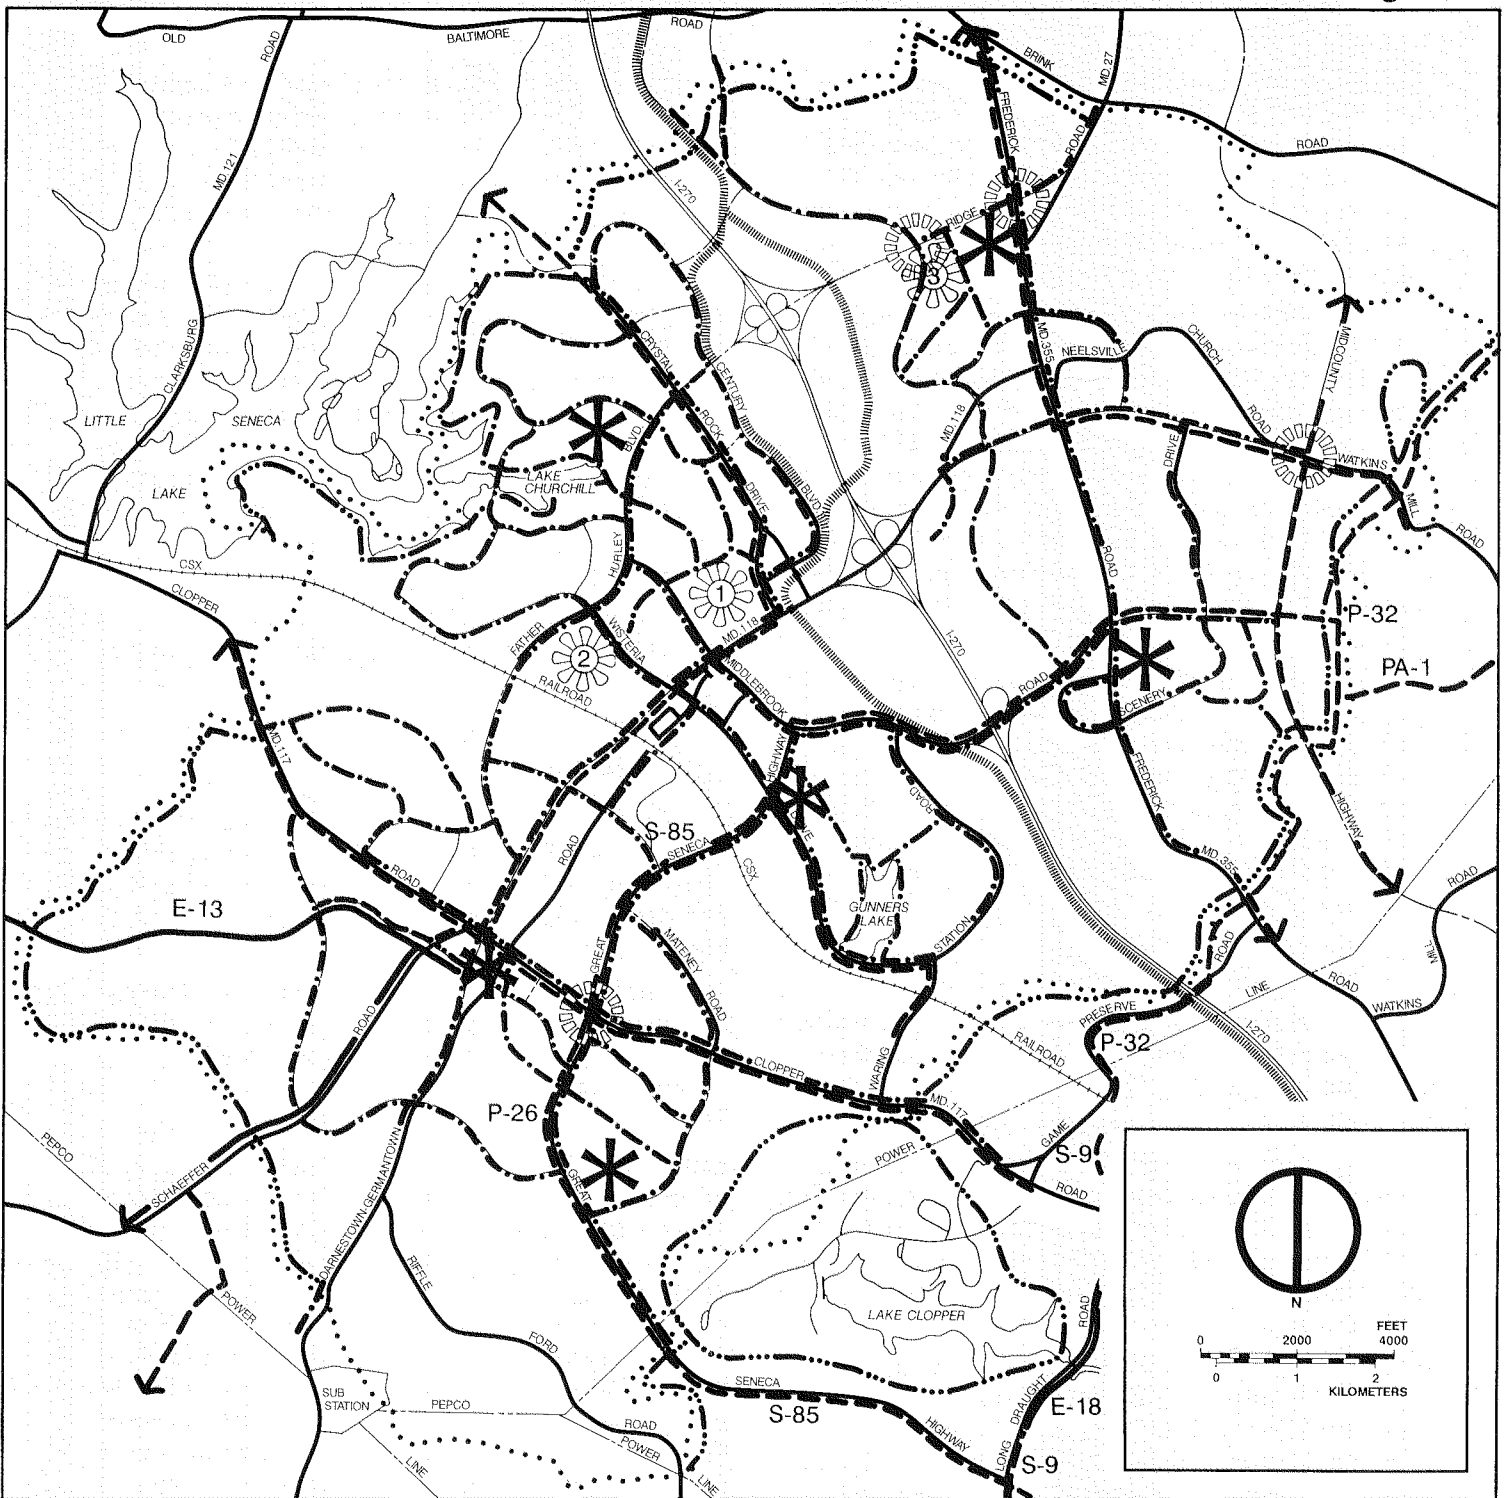 OLD
ROAD
BALTIMORE
ROAD
BRINK
MD.27
FREDERICK
ROAD
ROAD
MD.121
I-270
RIDGE
3
CLARKSBURG
CRYSTAL
CENTURY
MD.355
NEELSVILLE
CHURCH
MIDCOUNTY
LITTLE
SENECA
BLVD.
ROCK
MD.118
ROAD
DRIVE
WATKINS
LAKE
LAKE
CHURCHILL
DRIVE
BLVD.
MILL
ROAD
CSX
HURLEY
ROAD
CLOPPER
1
P-32
FATHER
WISTERIA
MD.118
I-270
2
MIDDLEBROOK
PA-1
RAILROAD
ROAD
SCENERY
MD.117
HIGHWAY
FREDERICK
ROAD
HIGHWAY
DRIVE
S-85
SENECA
ROAD
CSX
MD.355
ROAD
ROAD
E-13
GUNNERS
LAKE
STATION
MATENEY
GREAT
ROAD
MILL
ROAD
ROAD
LINE
ROAD
WATKINS
PRESERVE
I-270
RAILROAD
P-32
CLOPPER
WARING
MD.117
P-26
GAME
PEPCO
POWER
S-9
ROAD
SCHAEFFER
GREAT
DARNESTOWN-GERMANTOWN
RIFFLE
POWER
LAKE CLOPPER
ROAD
N
FEET
0 2000 4000
0 1 2
KILOMETERS
FORD
SENECA
SUB
STATION
PEPCO
S-85
DRAUGHT
E-18
ROAD
HIGHWAY
POWER
LINE
LINE
LONG
S-9